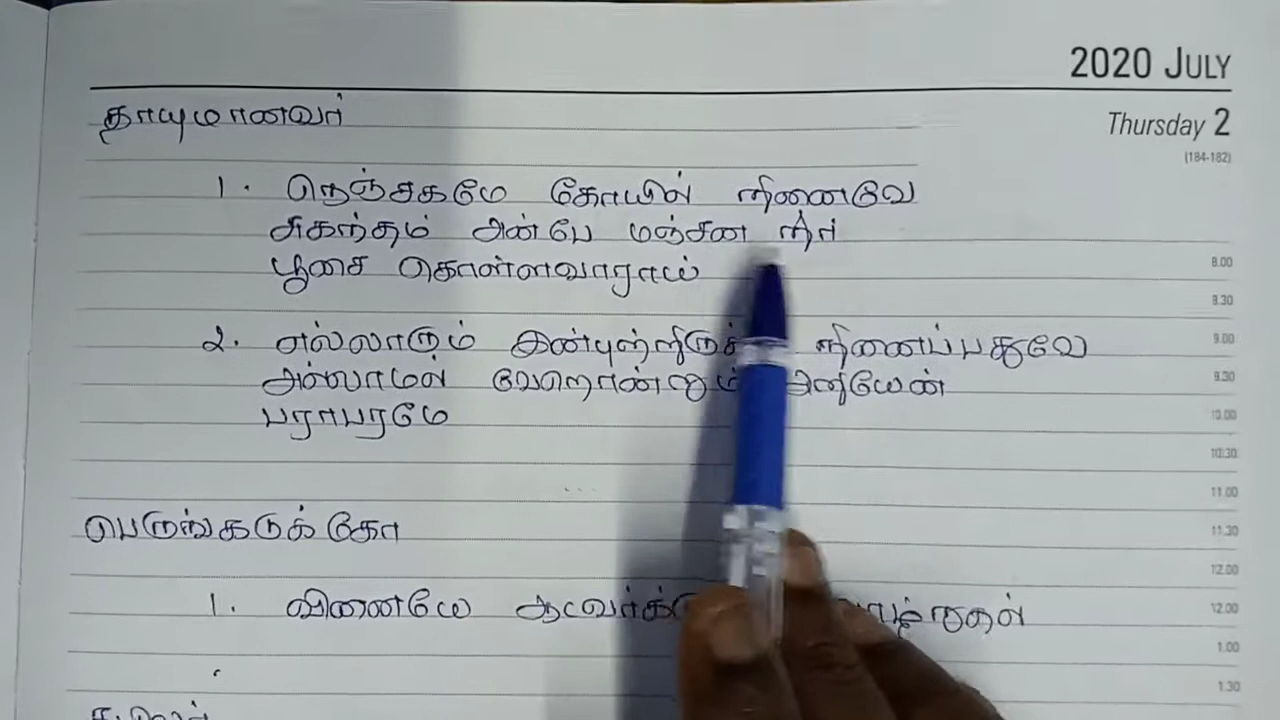 2020 JULY
Thursday 2
(184-182)
தாயுமானவர்
1. நெஞ்சகமே கோயில் நினைவே
சுகந்தம் அன்பே மஞ்சன நீர்
8.00
பூசை கொள்ளவாராய்
8.30
2. எல்லாரும் இன்புற்றிருக் நினைப்பதுவே
9.00
அல்லாமல் வேறொன்றும் அறியேன்
9.30
பராபரமே
10.00
10.30
11.00
பெருங்கடுக்கோ
11.30
12.00
1. வினையே
12.00
1.00
1.30